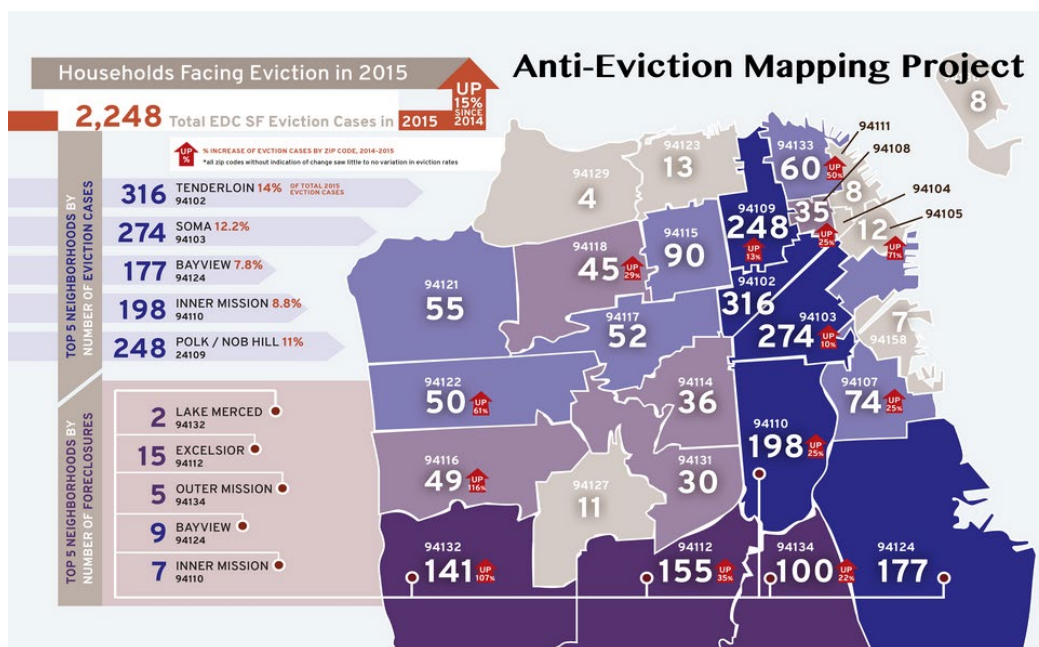 Anti-Eviction Mapping Project
Households Facing Eviction in 2015
UP
15%
SINCE
2014
2,248 Total EDC SF Eviction Cases in 2015
UP
%
% INCREASE OF EVCTION CASES BY ZIP CODE, 2014-2015
*all zip codes without indication of change saw little to no variation in eviction rates
TOP 5 NEIGHBORHOODS BY
NUMBER OF EVICTION CASES
316 TENDERLOIN 14% OF TOTAL 2015
EVCTION CASES
94102
274 SOMA 12.2%
94103
177 BAYVIEW 7.8%
94124
198 INNER MISSION 8.8%
94110
248 POLK / NOB HILL 11%
24109
TOP 5 NEIGHBORHOODS BY
NUMBER OF FORECLOSURES
2 LAKE MERCED
94132
15 EXCELSIOR
94112
5 OUTER MISSION
94134
9 BAYVIEW
94124
7 INNER MISSION
94110
8
94129
4
94123
13
94133
60
UP
50%
94111
8
94108
35
94104
UP
25%
94105
12
UP
71%
94109
248
UP
13%
94118
45
UP
29%
94115
90
94121
55
94102
316
94117
52
94103
274
UP
10%
7
94158
94122
50
UP
61%
94114
36
94107
74
UP
25%
94110
198
UP
25%
94116
49
UP
116%
94127
11
94131
30
94132
141
UP
107%
94112
155
UP
35%
94134
100
UP
22%
94124
177